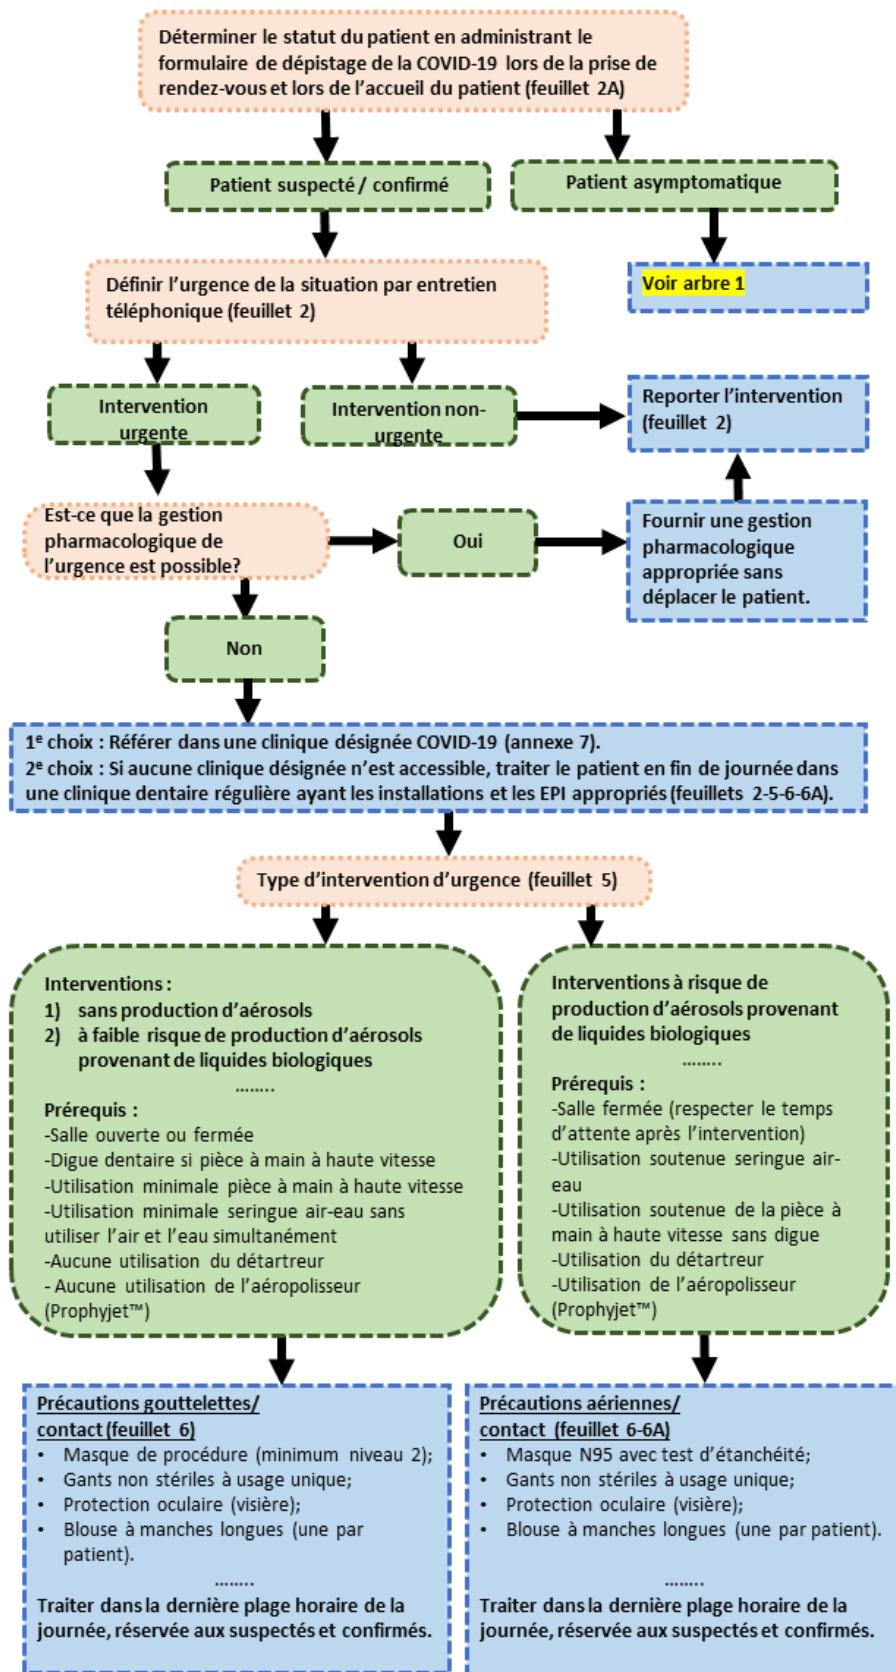 Déterminer le statut du patient en administrant le
formulaire de dépistage de la COVID-19 lors de la prise de
rendez-vous et lors de l'accueil du patient (feuillet 2A)
Patient suspecté / confirmé
Patient asymptomatique
Définir l'urgence de la situation par entretien
téléphonique (feuillet 2)
Voir arbre 1
Intervention
urgente
Intervention non-
urgente
Reporter l'intervention
(feuillet 2)
Est-ce que la gestion
pharmacologique de
l'urgence est possible?
Oui
Fournir une gestion
pharmacologique
appropriée sans
déplacer le patient.
Non
1e choix : Référer dans une clinique désignée COVID-19 (annexe 7).
2e choix : Si aucune clinique désignée n'est accessible, traiter le patient en fin de journée dans
une clinique dentaire régulière ayant les installations et les EPI appropriés (feuillets 2-5-6-6A).
Type d'intervention d'urgence (feuillet 5)
Interventions :
1) sans production d'aérosols
2) à faible risque de production d'aérosols
provenant de liquides biologiques
........
Prérequis :
-Salle ouverte ou fermée
-Digue dentaire si pièce à main à haute vitesse
-Utilisation minimale pièce à main à haute vitesse
-Utilisation minimale seringue air-eau sans
utiliser l'air et l'eau simultanément
-Aucune utilisation du détartreur
- Aucune utilisation de l'aéropolisseur
(Prophyjet™)
Interventions à risque de
production d'aérosols provenant
de liquides biologiques
........
Prérequis :
-Salle fermée (respecter le temps
d'attente après l'intervention)
-Utilisation soutenue seringue air-
eau
-Utilisation soutenue de la pièce à
main à haute vitesse sans digue
-Utilisation du détartreur
-Utilisation de l'aéropolisseur
(Prophyjet™)
Précautions gouttelettes/
contact (feuillet 6)
• Masque de procédure (minimum niveau 2);
• Gants non stériles à usage unique;
• Protection oculaire (visière);
• Blouse à manches longues (une par
patient).
........
Traiter dans la dernière plage horaire de la
journée, réservée aux suspectés et confirmés.
Précautions aériennes/
contact (feuillet 6-6A)
• Masque N95 avec test d'étanchéité;
• Gants non stériles à usage unique;
• Protection oculaire (visière);
• Blouse à manches longues (une par patient).
........
Traiter dans la dernière plage horaire de la
journée, réservée aux suspectés et confirmés.